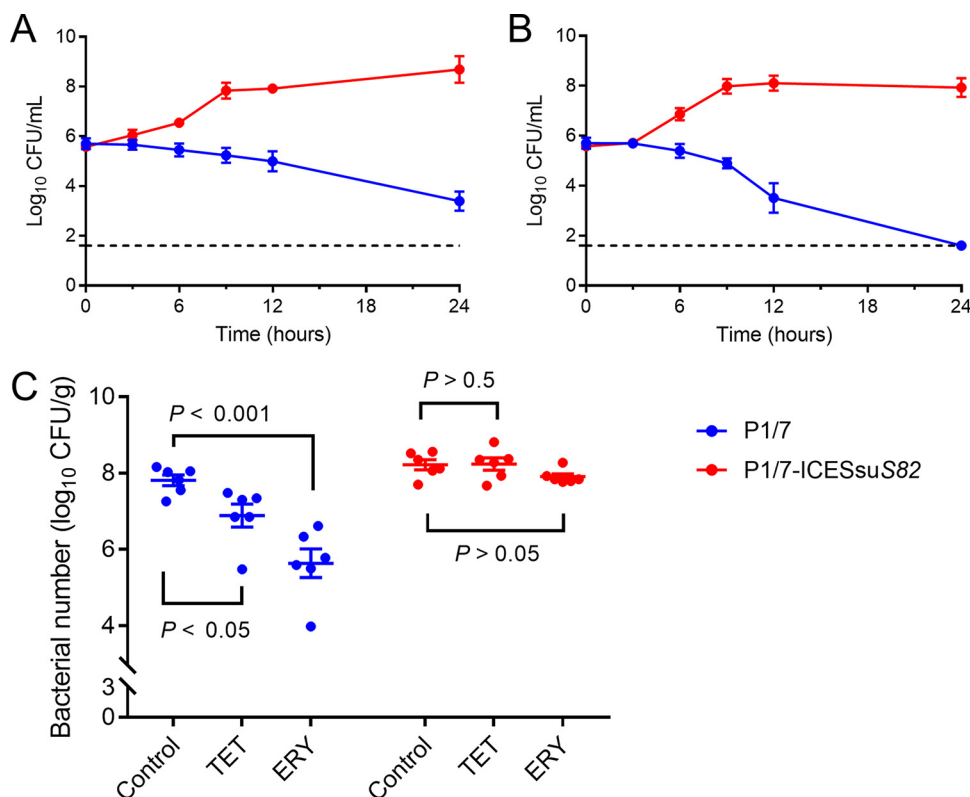 A
10
8
6
4
2
0
Log10 CFU/mL
0
6
12
18
24
Time (hours)
B
10
8
6
4
2
0
Log10 CFU/mL
0
6
12
18
24
Time (hours)
C
Bacterial number (log10 CFU/g)
10
8
6
4
3
0
P < 0.001
P < 0.05
P > 0.5
P > 0.05
Control
TET
ERY
Control
TET
ERY
P1/7
P1/7-ICESsuS82